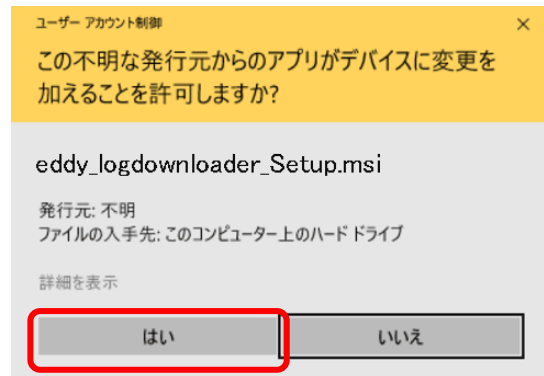 ユーザー アカウント制御
×
この不明な発行元からのアプリがデバイスに変更を
加えることを許可しますか?
eddy_logdownloader_Setup.msi
発行元: 不明
ファイルの入手先: このコンピューター上のハード ドライブ
詳細を表示
はい
いいえ